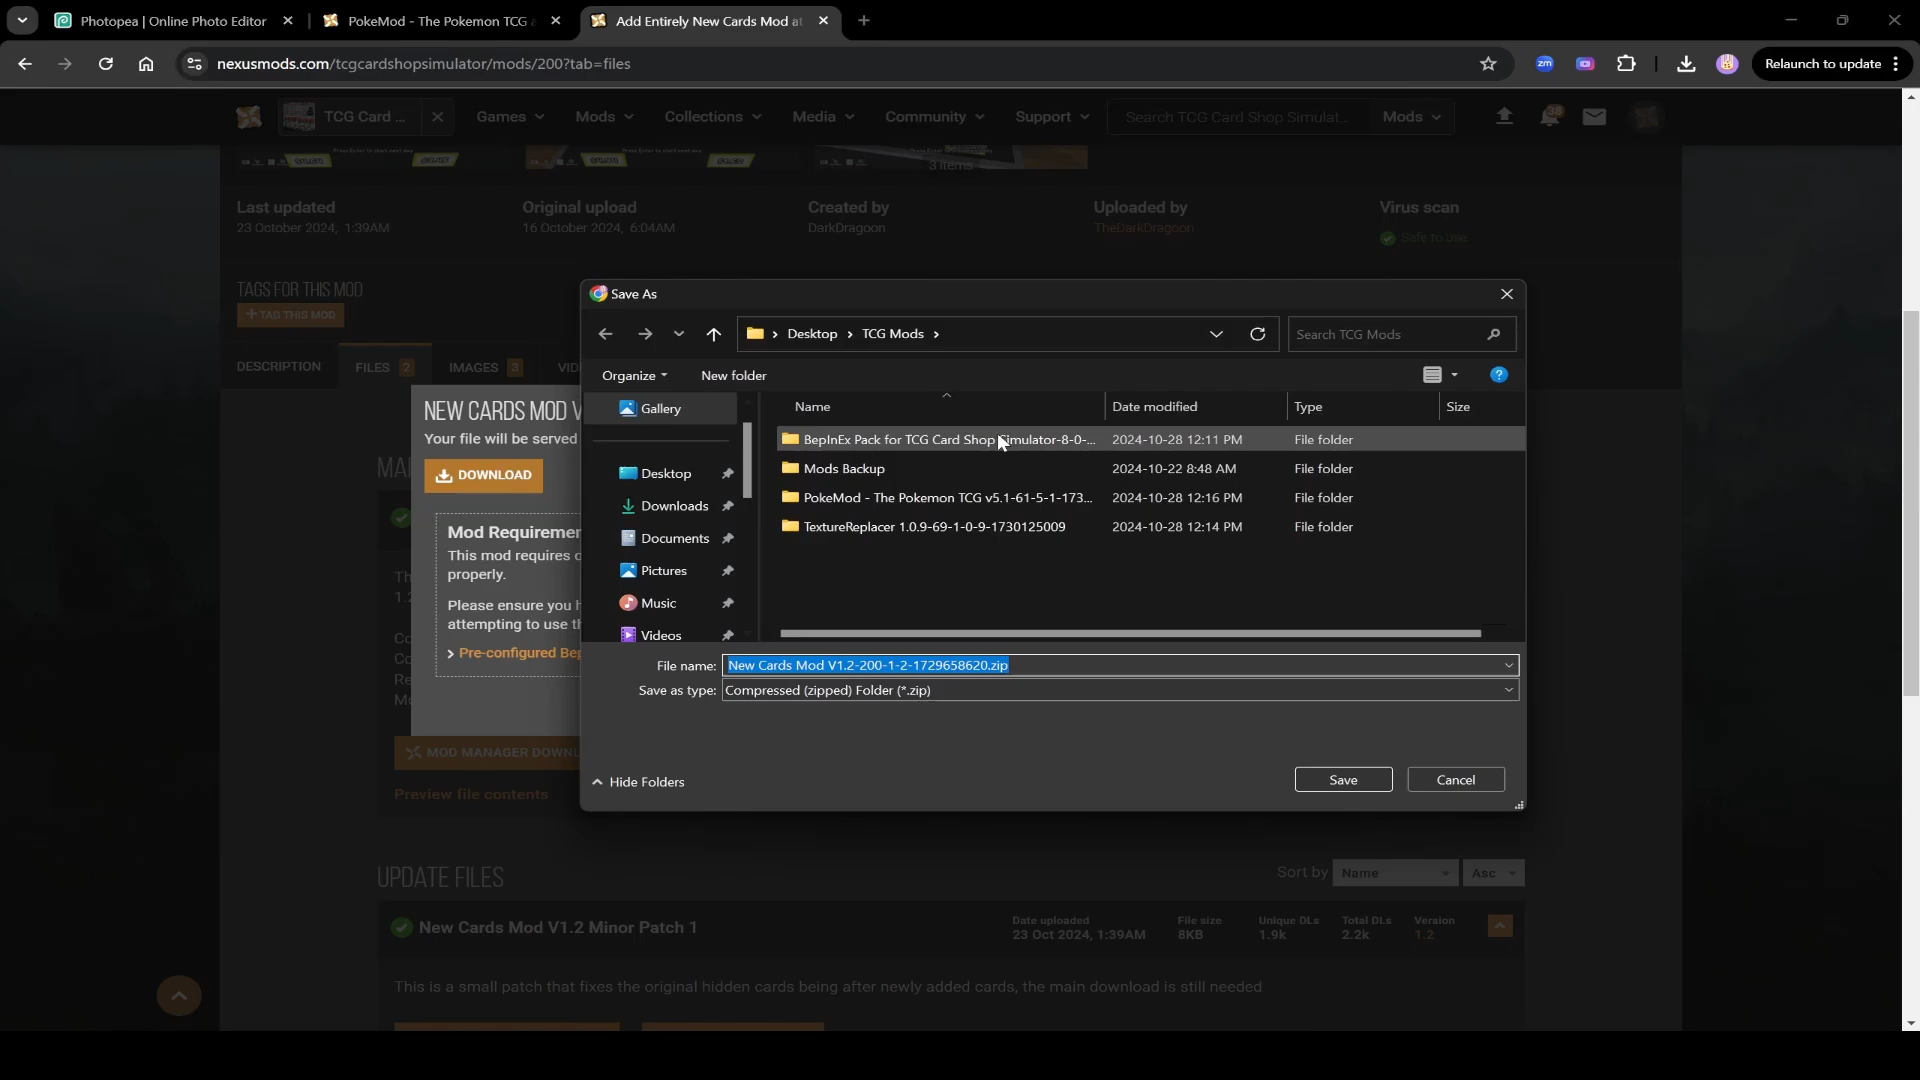 Photopea | Online Photo Editor
PokeMod - The Pokemon TCG a
Add Entirely New Cards Mod at
nexusmods.com/tcgcardshopsimulator/mods/200?tab=files
zm
Relaunch to update
TCG Card ...
Games
Mods
Collections
Media
Community
Support
Search TCG Card Shop Simulat...
Mods
38
3 items
Last updated
23 October 2024, 1:39AM
Original upload
16 October 2024, 6:04AM
Created by
DarkDragoon
Uploaded by
TheDarkDragoon
Virus scan
Safe to use
TAGS FOR THIS MOD
TAG THIS MOD
DESCRIPTION
FILES 2
IMAGES 3
VID
NEW CARDS MOD V
Your file will be served
DOWNLOAD
Mod Requiremen
This mod requires o
properly.
Please ensure you h
attempting to use th
Pre-configured Bep
MOD MANAGER DOWNL
Preview file contents
Save As
Desktop > TCG Mods >
Search TCG Mods
Organize
New folder
Gallery
Desktop
Downloads
Documents
Pictures
Music
Videos
Name
Date modified
Type
Size
BepInEx Pack for TCG Card Shop Simulator-8-0-... 2024-10-28 12:11 PM File folder
Mods Backup 2024-10-22 8:48 AM File folder
PokeMod - The Pokemon TCG v5.1-61-5-1-173... 2024-10-28 12:16 PM File folder
TextureReplacer 1.0.9-69-1-0-9-1730125009 2024-10-28 12:14 PM File folder
File name: New Cards Mod V1.2-200-1-2-1729658620.zip
Save as type: Compressed (zipped) Folder (*.zip)
Hide Folders
Save
Cancel
UPDATE FILES
Sort by Name Asc
New Cards Mod V1.2 Minor Patch 1
Date uploaded
23 Oct 2024, 1:39AM
File size
8KB
Unique DLs
1.9k
Total DLs
2.2k
Version
1.2
This is a small patch that fixes the original hidden cards being after newly added cards, the main download is still needed